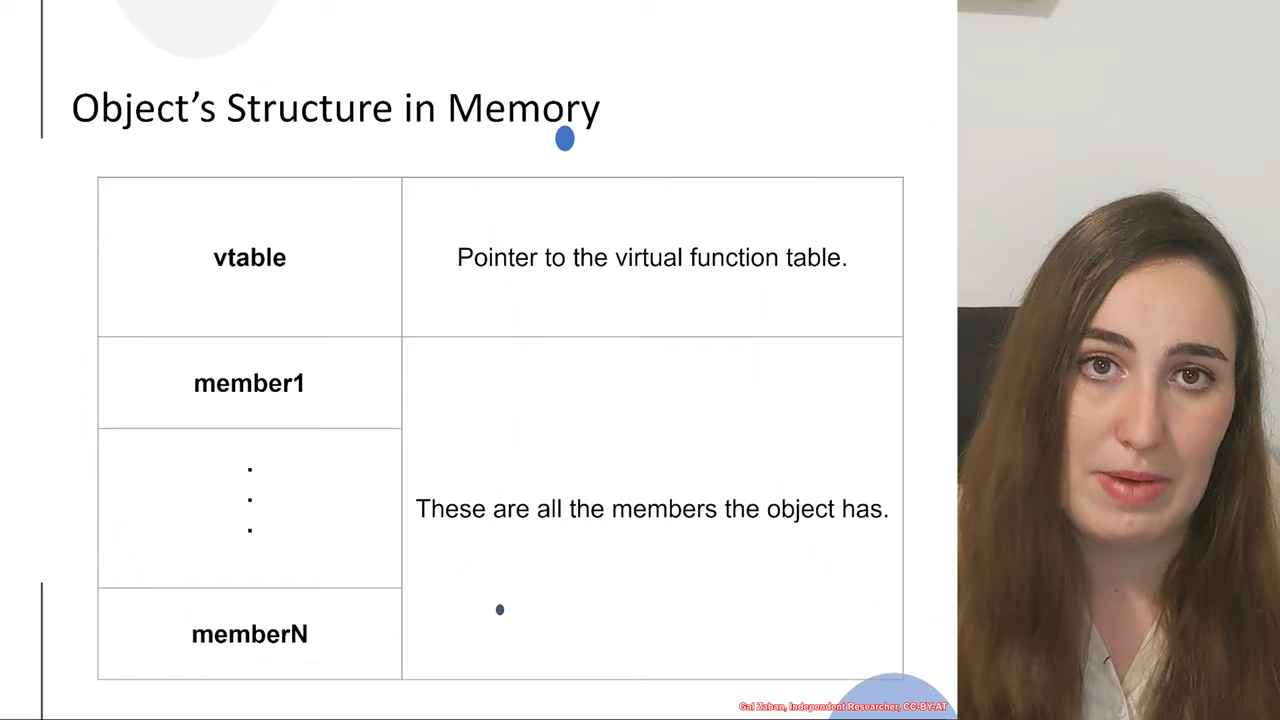 Object’s Structure in Memory
vtable
Pointer to the virtual function table.
member1
.
.
.
These are all the members the object has.
memberN
Gal Zaban, Independent Researcher, CC-BY-AT